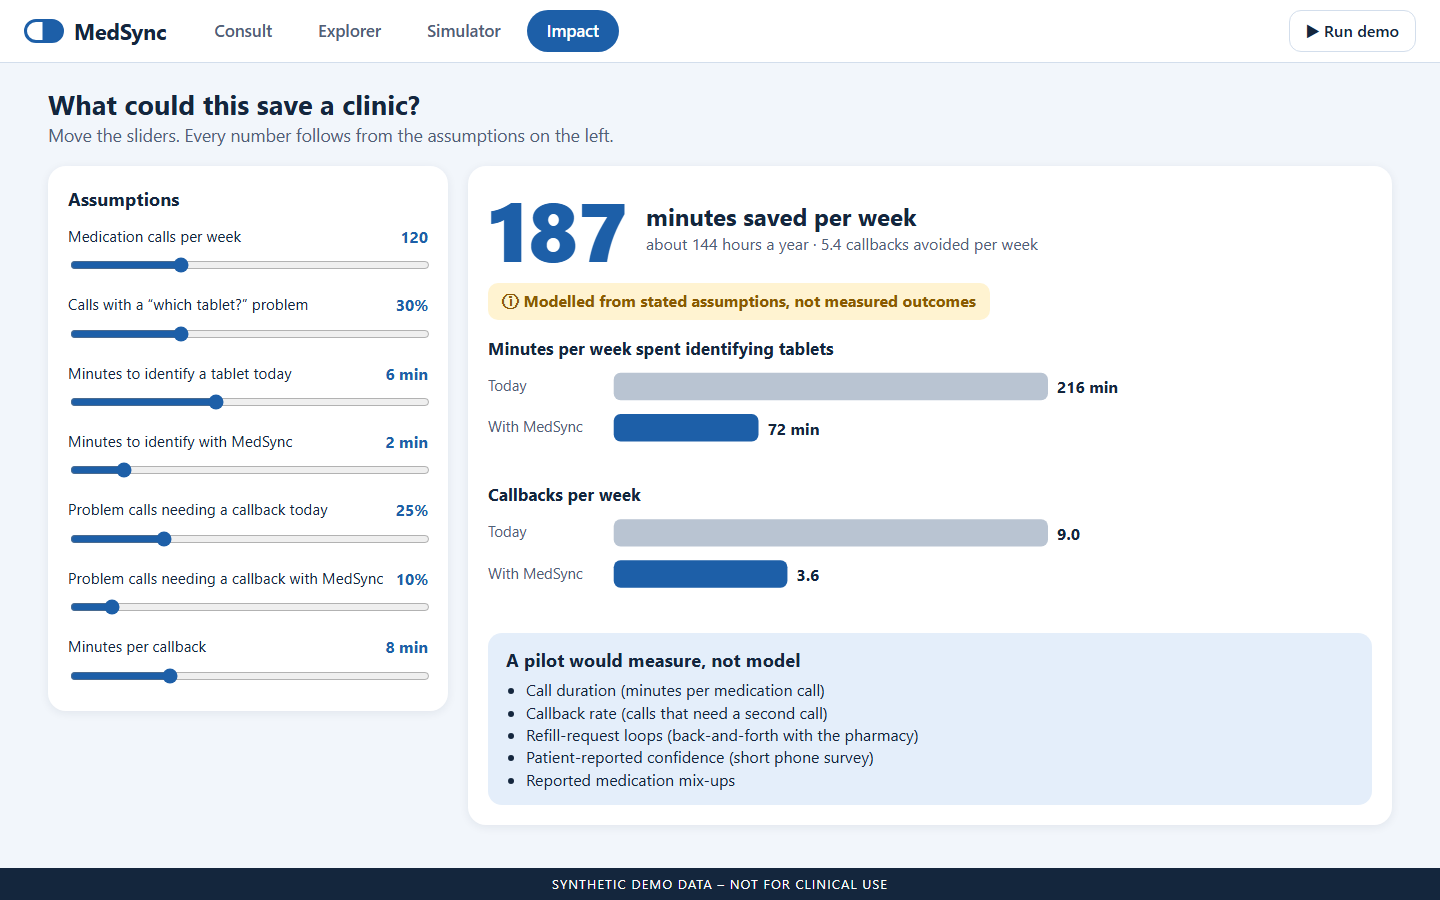 MedSync
Consult
Explorer
Simulator
Impact
▶ Run demo
What could this save a clinic?
Move the sliders. Every number follows from the assumptions on the left.
Assumptions
Medication calls per week 120
Calls with a “which tablet?” problem 30%
Minutes to identify a tablet today 6 min
Minutes to identify with MedSync 2 min
Problem calls needing a callback today 25%
Problem calls needing a callback with MedSync 10%
Minutes per callback 8 min
187
minutes saved per week
about 144 hours a year · 5.4 callbacks avoided per week
ⓘ Modelled from stated assumptions, not measured outcomes
Minutes per week spent identifying tablets
Today 216 min
With MedSync 72 min
Callbacks per week
Today 9.0
With MedSync 3.6
A pilot would measure, not model
• Call duration (minutes per medication call)
• Callback rate (calls that need a second call)
• Refill-request loops (back-and-forth with the pharmacy)
• Patient-reported confidence (short phone survey)
• Reported medication mix-ups
SYNTHETIC DEMO DATA – NOT FOR CLINICAL USE